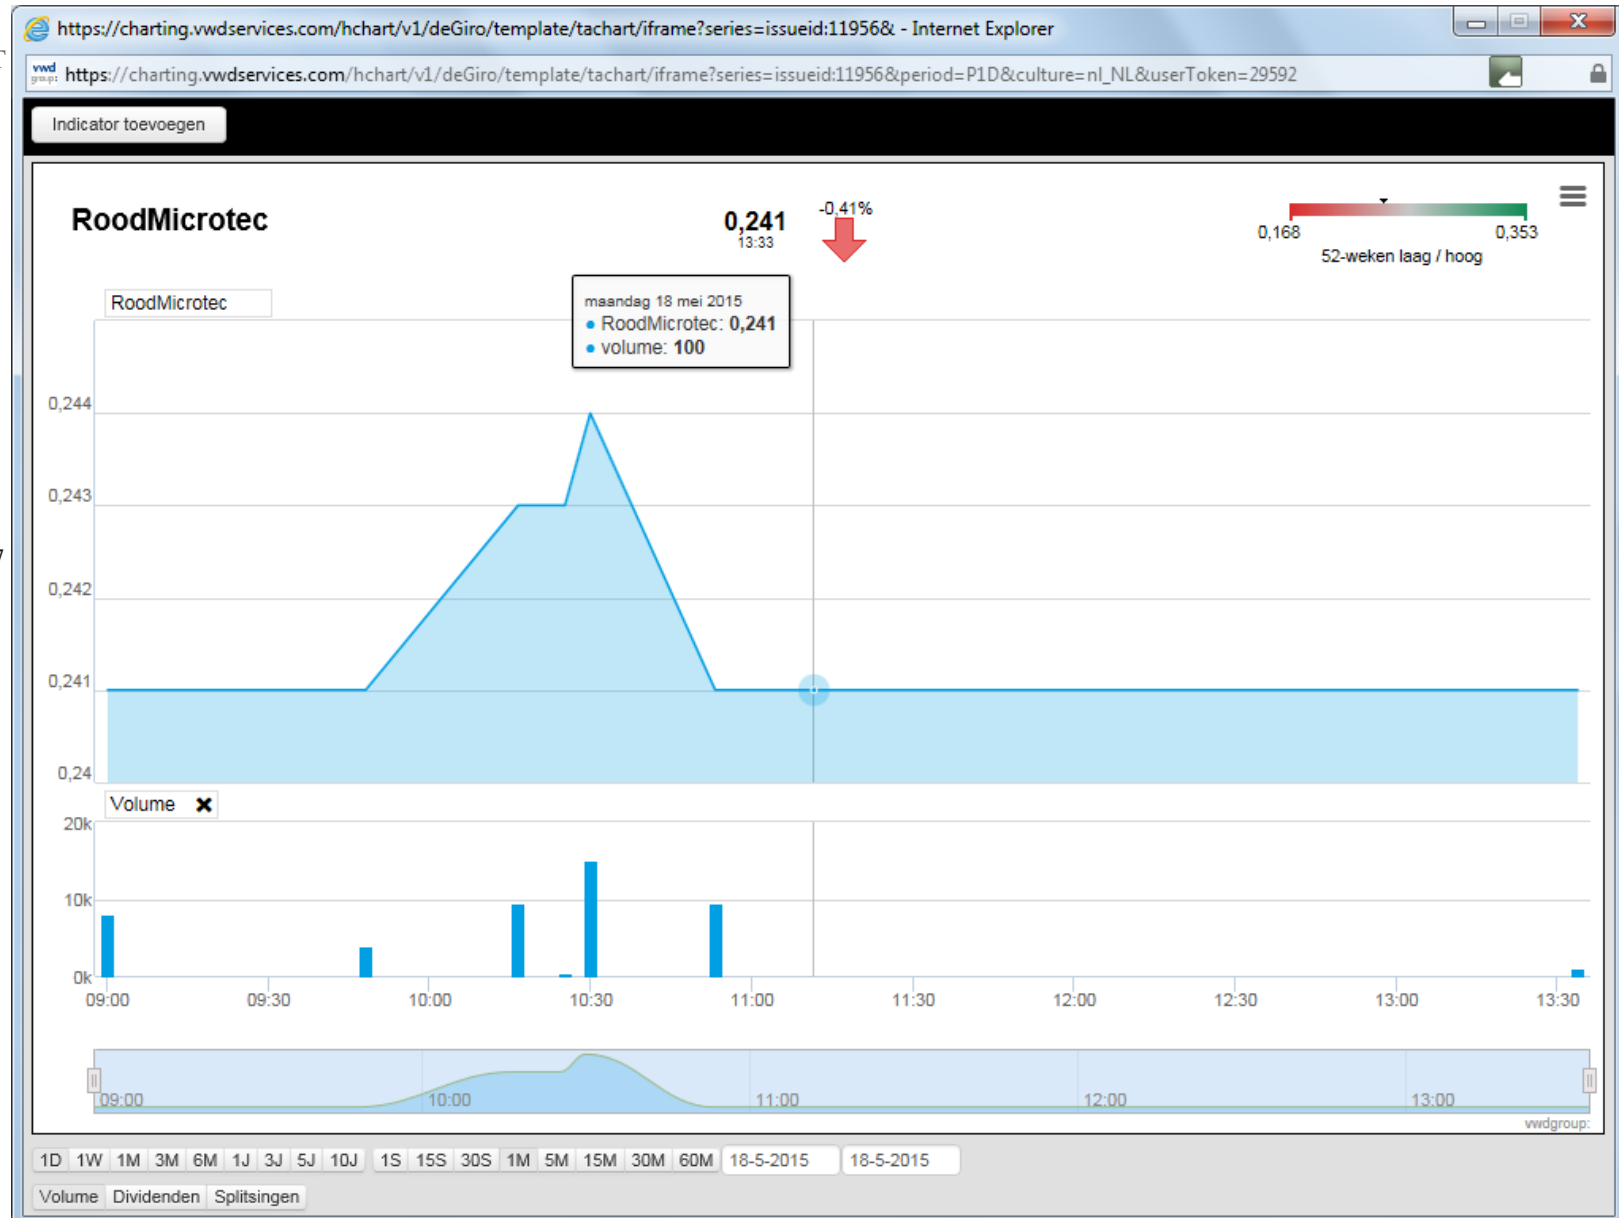 https://charting.vwdservices.com/hchart/v1/deGiro/template/tachart/iframe?series=issueid:11956& - Internet Explorer
vwd group: https://charting.vwdservices.com/hchart/v1/deGiro/template/tachart/iframe?series=issueid:11956&period=P1D&culture=nl_NL&userToken=29592
Indicator toevoegen
RoodMicrotec
0,241
13:33
-0,41%
0,168 0,353
52-weken laag / hoog
RoodMicrotec
maandag 18 mei 2015
RoodMicrotec: 0,241
volume: 100
0,244
0,243
0,242
0,241
0,24
Volume
20k
10k
0k
09:00 09:30 10:00 10:30 11:00 11:30 12:00 12:30 13:00 13:30
09:00 10:00 11:00 12:00 13:00
vwdgroup:
1D 1W 1M 3M 6M 1J 3J 5J 10J 1S 15S 30S 1M 5M 15M 30M 60M 18-5-2015 18-5-2015
Volume Dividenden Splitsingen